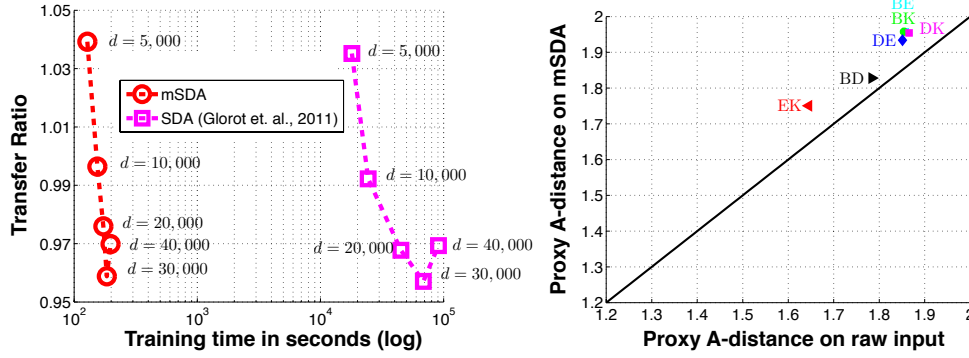 Transfer Ratio
1.05
1.03
1.01
0.99
0.97
0.95
d = 5,000
d = 10,000
d = 20,000
d = 40,000
d = 30,000
mSDA
SDA (Glorot et. al., 2011)
d = 5,000
d = 10,000
d = 20,000
d = 40,000
d = 30,000
10^2
10^3
10^4
10^5
Training time in seconds (log)
Proxy A-distance on mSDA
2
1.9
1.8
1.7
1.6
1.5
1.4
1.3
1.2
BE
BK
DK
DE
BD
EK
1.2
1.3
1.4
1.5
1.6
1.7
1.8
1.9
2
Proxy A-distance on raw input